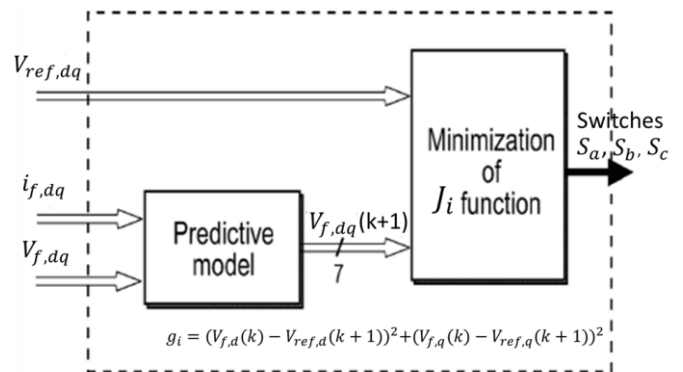 V_{ref,dq}
Switches
S_a, S_b, S_c
Minimization
of
J_i function
i_{f,dq}
V_{f,dq}
Predictive
model
V_{f,dq}(k+1)
7
g_i = (V_{f,d}(k) − V_{ref,d}(k + 1))^2+(V_{f,q}(k) − V_{ref,q}(k + 1))^2